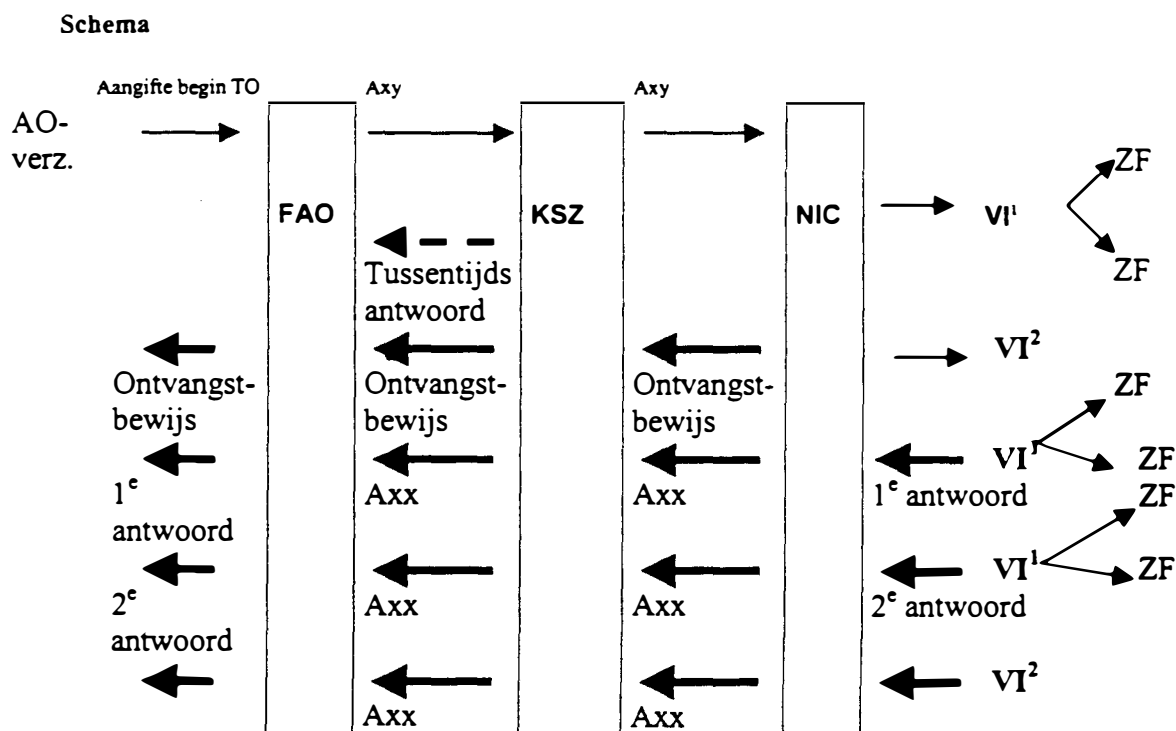 Schema
Aangifte begin TO Axy Axy
AO-
verz.
ZF
FAO KSZ NIC VI¹
ZF
Tussentijds
antwoord
VI²
Ontvangst- Ontvangst- Ontvangst-
bewijs bewijs bewijs
ZF
VI¹ ZF
1e Axx Axx 1e antwoord
antwoord
ZF
VI¹ ZF
2e Axx Axx 2e antwoord
antwoord
VI²
Axx Axx